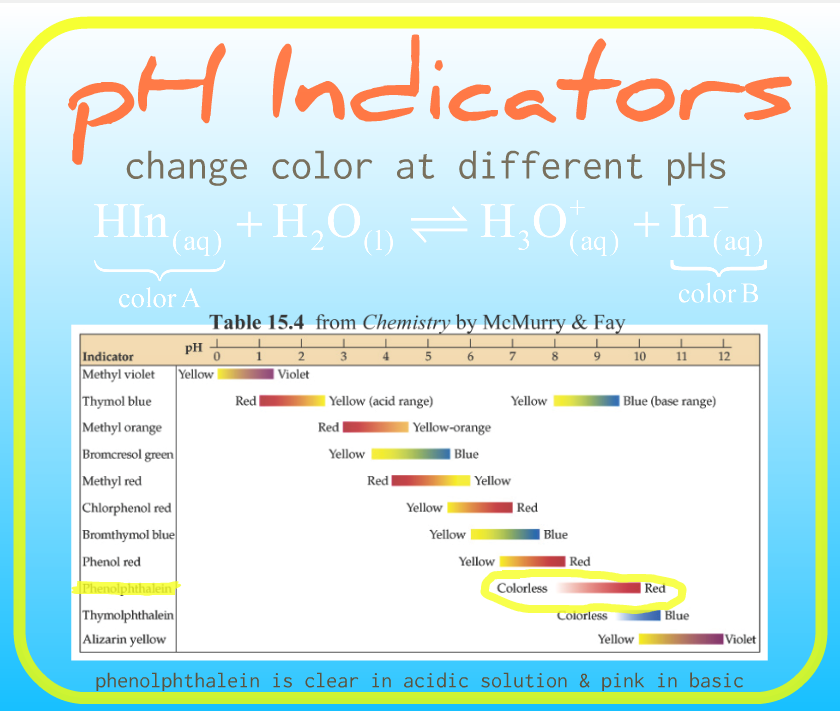 pH Indicators
change color at different pHs
HIn(aq) + H₂O(l) ⇌ H₃O⁺(aq) + In⁻(aq)
color A color B
Table 15.4 from Chemistry by McMurry & Fay
Indicator pH 0 1 2 3 4 5 6 7 8 9 10 11 12
Methyl violet Yellow Violet
Thymol blue Red Yellow (acid range) Yellow Blue (base range)
Methyl orange Red Yellow-orange
Bromcresol green Yellow Blue
Methyl red Red Yellow
Chlorphenol red Yellow Red
Bromthymol blue Yellow Blue
Phenol red Yellow Red
Phenolphthalein Colorless Red
Thymolphthalein Colorless Blue
Alizarin yellow Yellow Violet
phenolphthalein is clear in acidic solution & pink in basic